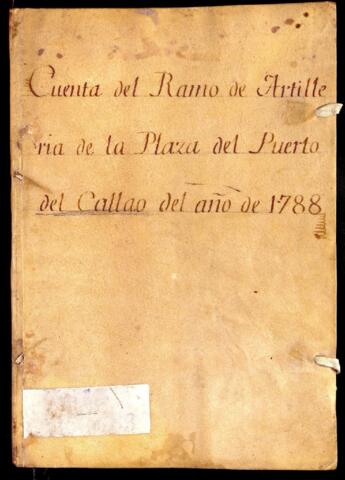 Cuenta del Ramo de Artille
ria de la Plaza del Puerto
del Callao del año de 1788